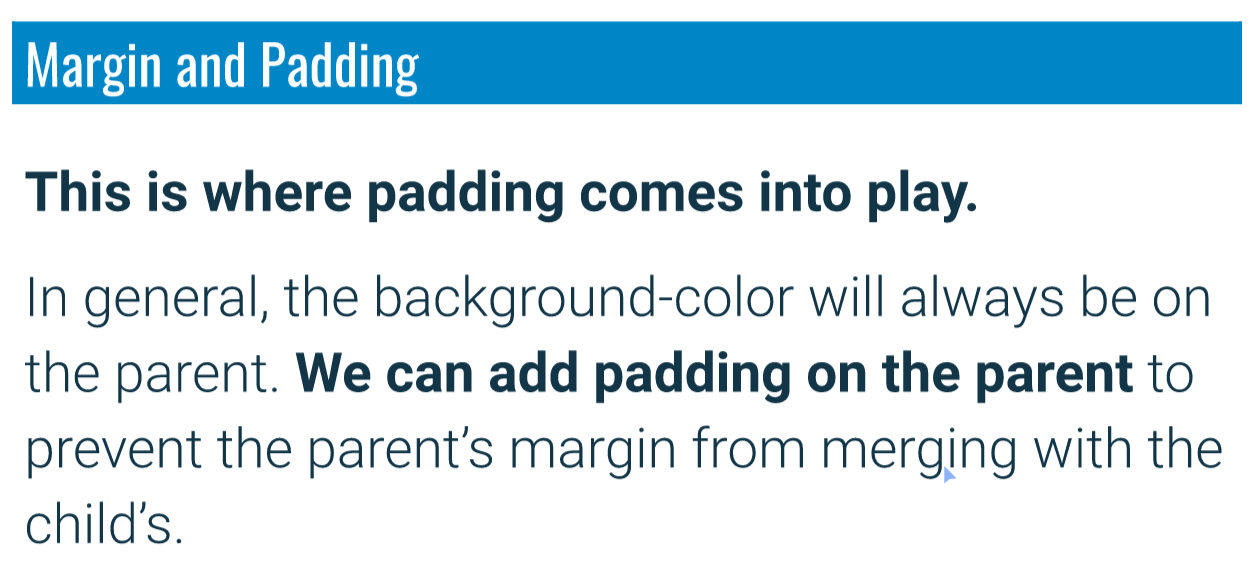 Margin and Padding
This is where padding comes into play.
In general, the background-color will always be on
the parent. We can add padding on the parent to
prevent the parent’s margin from merging with the
child’s.